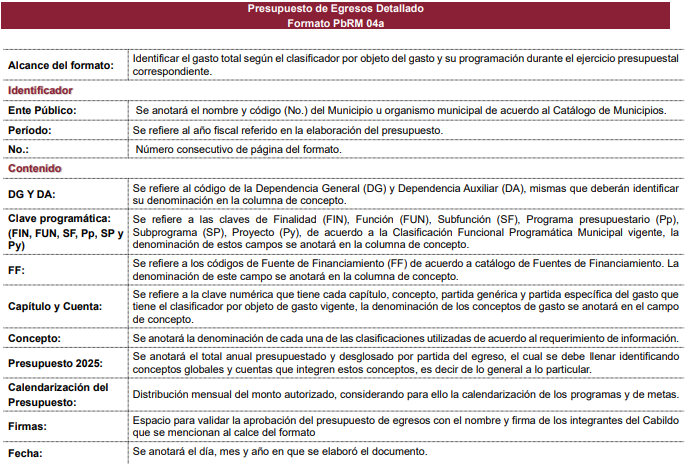 Presupuesto de Egresos Detallado
Formato PbRM 04a
Alcance del formato:
Identificar el gasto total según el clasificador por objeto del gasto y su programación durante el ejercicio presupuestal
correspondiente.
Identificador
Ente Público:
Se anotará el nombre y código (No.) del Municipio u organismo municipal de acuerdo al Catálogo de Municipios.
Período:
Se refiere al año fiscal referido en la elaboración del presupuesto.
No.:
Número consecutivo de página del formato.
Contenido
DG Y DA:
Se refiere al código de la Dependencia General (DG) y Dependencia Auxiliar (DA), mismas que deberán identificar
su denominación en la columna de concepto.
Clave programática:
(FIN, FUN, SF, Pp, SP y
Py)
Se refiere a las claves de Finalidad (FIN), Función (FUN), Subfunción (SF), Programa presupuestario (Pp),
Subprograma (SP), Proyecto (Py), de acuerdo a la Clasificación Funcional Programática Municipal vigente, la
denominación de estos campos se anotará en la columna de concepto.
FF:
Se refiere a los códigos de Fuente de Financiamiento (FF) de acuerdo a catálogo de Fuentes de Financiamiento. La
denominación de este campo se anotará en la columna de concepto.
Capítulo y Cuenta:
Se refiere a la clave numérica que tiene cada capítulo, concepto, partida genérica y partida específica del gasto que
tiene el clasificador por objeto de gasto vigente, la denominación de los conceptos de gasto se anotará en el campo
de concepto.
Concepto:
Se anotará la denominación de cada una de las clasificaciones utilizadas de acuerdo al requerimiento de información.
Presupuesto 2025:
Se anotará el total anual presupuestado y desglosado por partida del egreso, el cual se debe llenar identificando
conceptos globales y cuentas que integren estos conceptos, es decir de lo general a lo particular.
Calendarización del
Presupuesto:
Distribución mensual del monto autorizado, considerando para ello la calendarización de los programas y de metas.
Firmas:
Espacio para validar la aprobación del presupuesto de egresos con el nombre y firma de los integrantes del Cabildo
que se mencionan al calce del formato
Fecha:
Se anotará el día, mes y año en que se elaboró el documento.